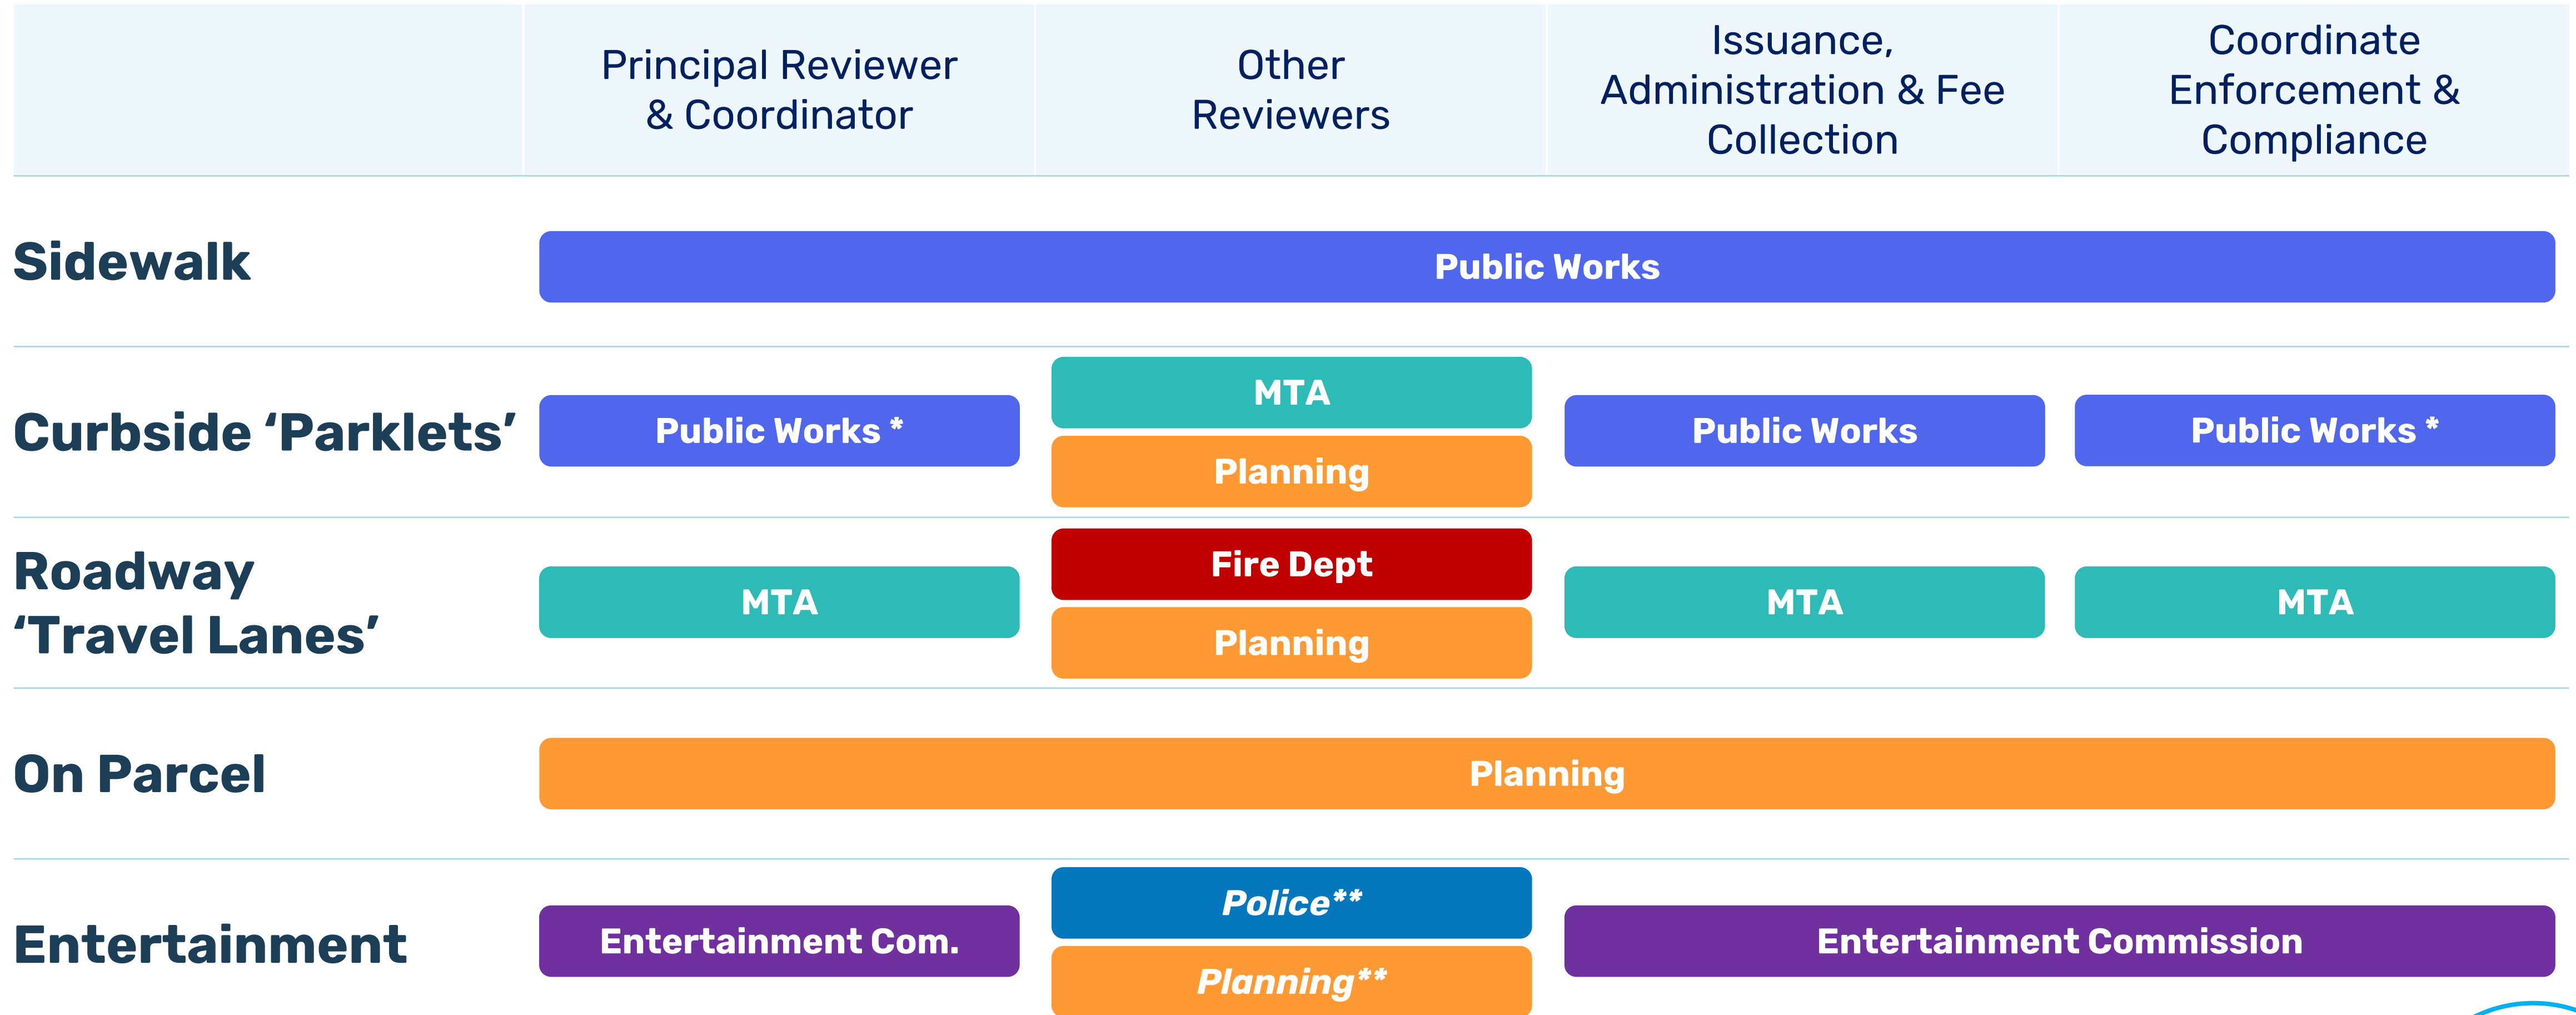 Principal Reviewer
& Coordinator
Other
Reviewers
Issuance,
Administration & Fee
Collection
Coordinate
Enforcement &
Compliance
Sidewalk
Public Works
Curbside ‘Parklets’
Public Works *
MTA
Planning
Public Works
Public Works *
Roadway
‘Travel Lanes’
MTA
Fire Dept
Planning
MTA
MTA
On Parcel
Planning
Entertainment
Entertainment Com.
Police**
Planning**
Entertainment Commission